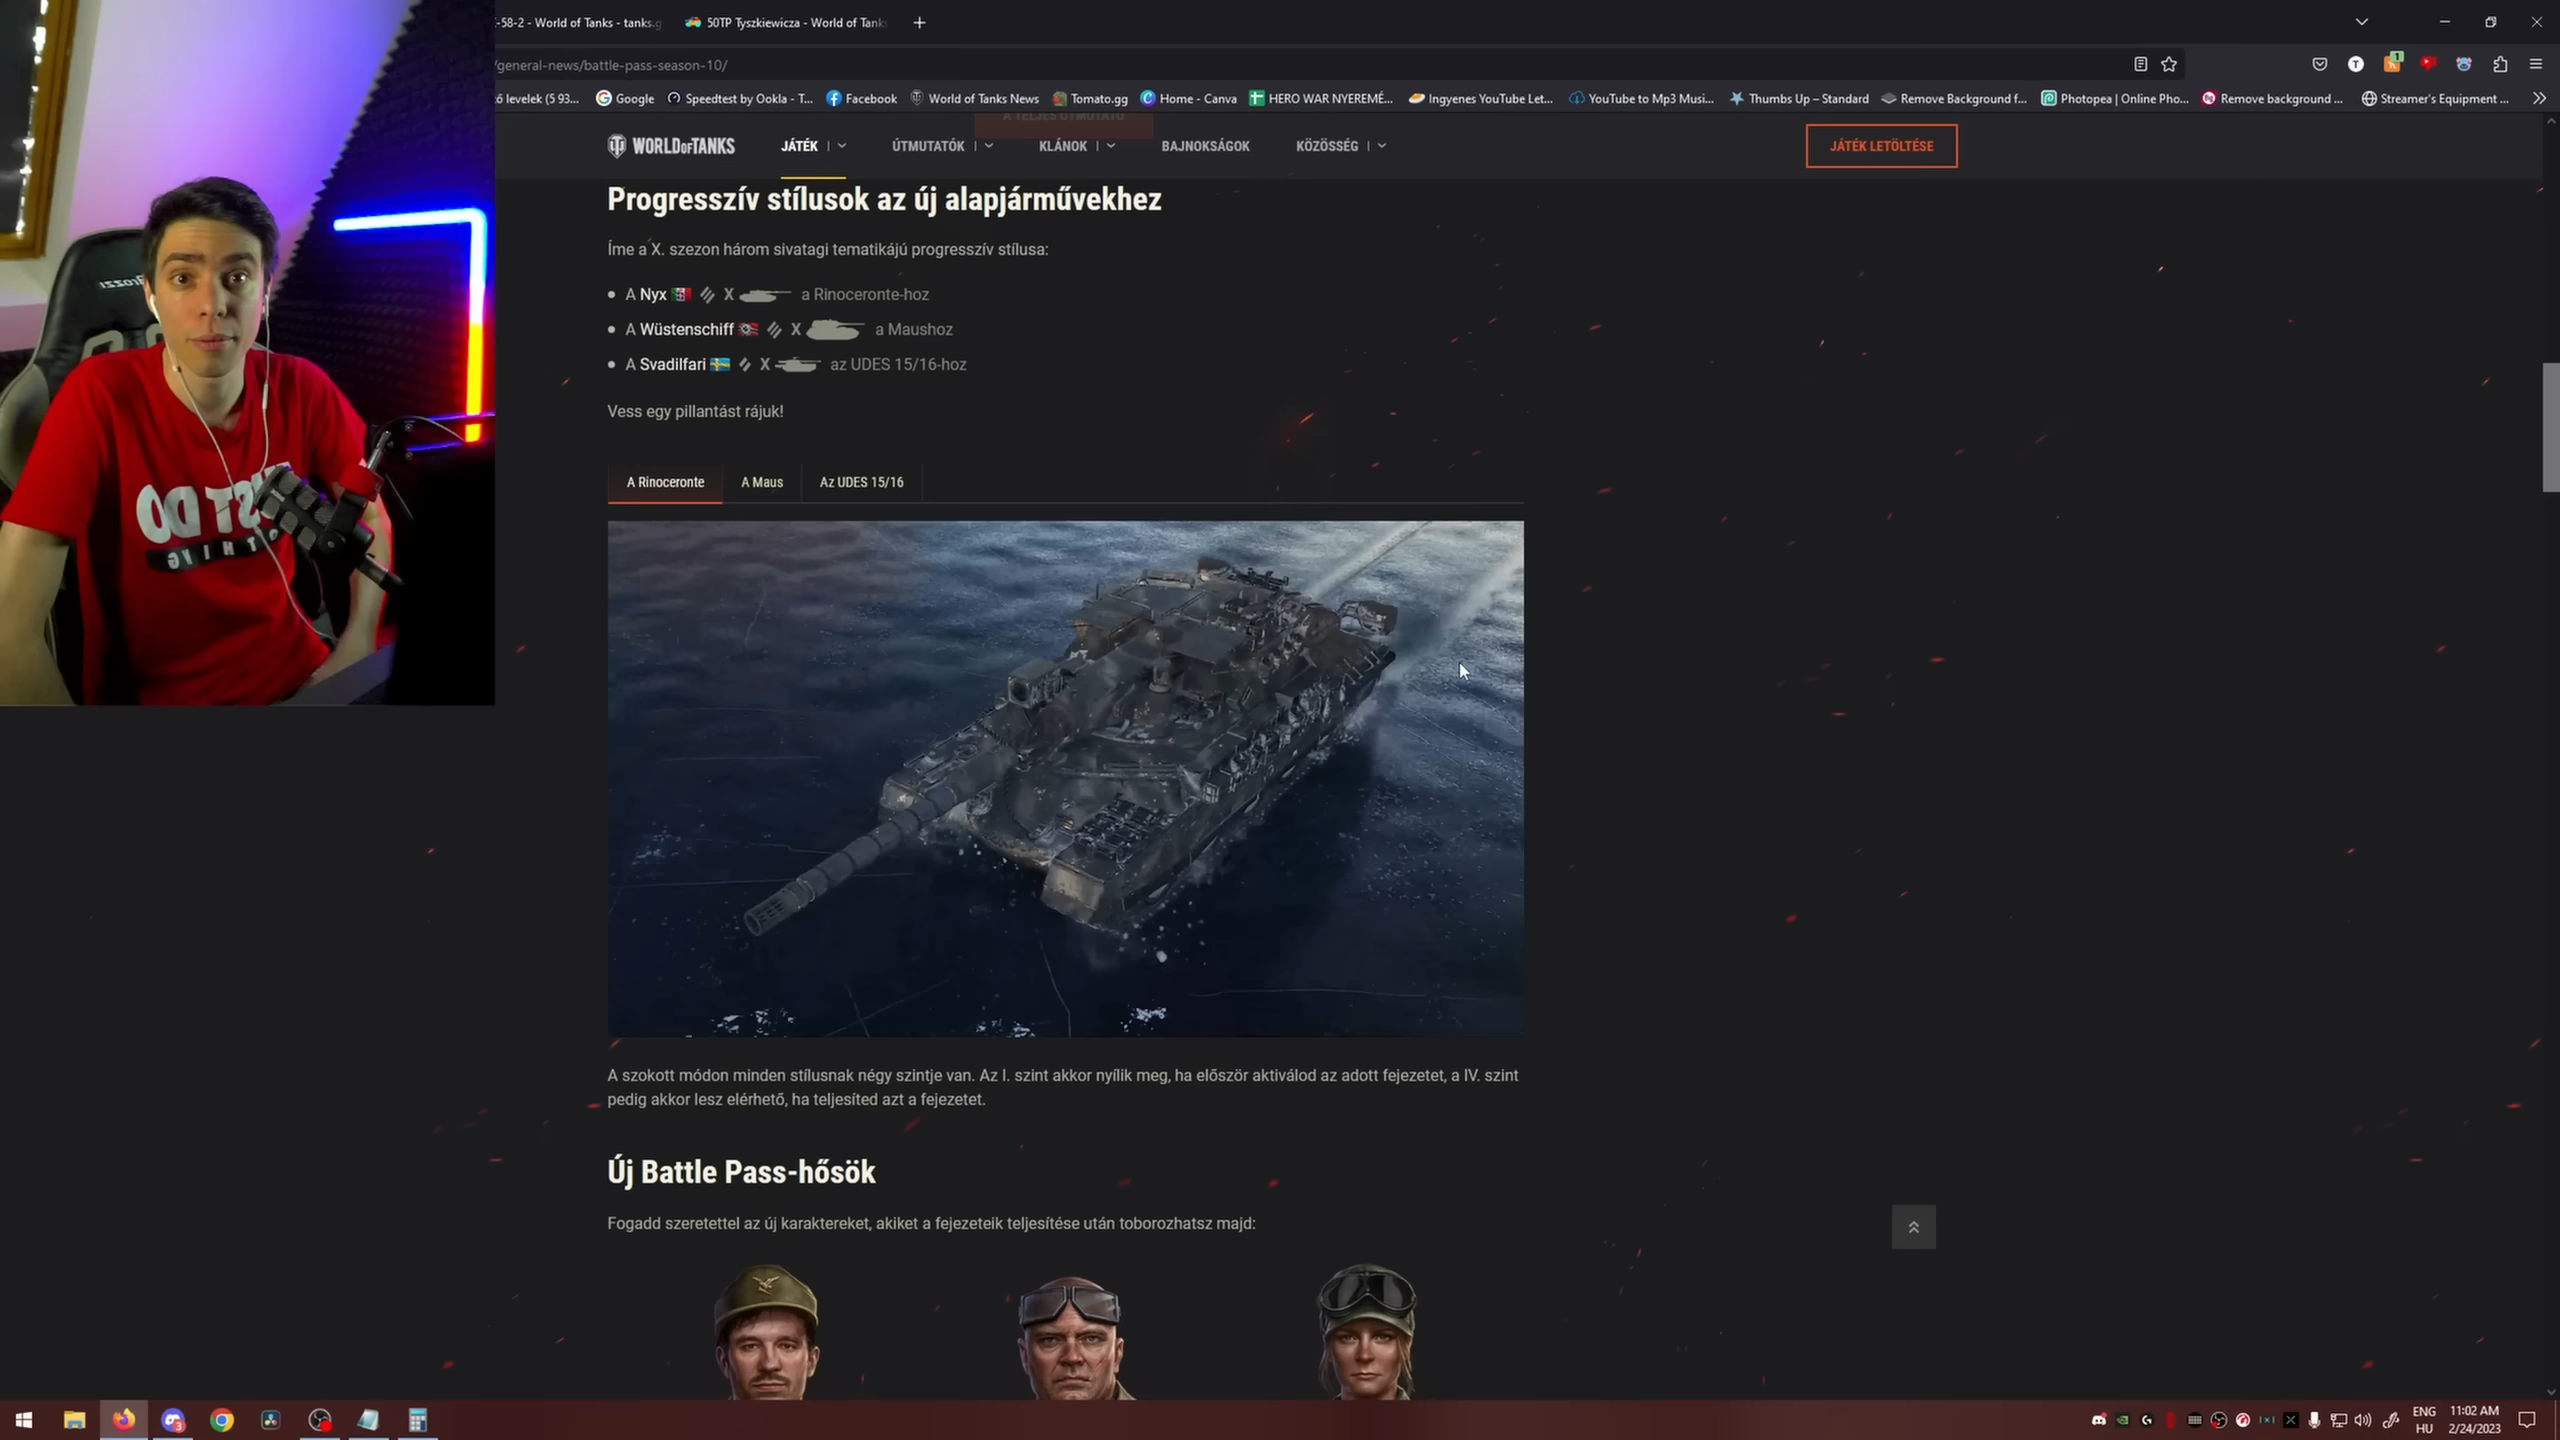 -58-2 - World of Tanks - tanks.g
50TP Tyszkiewicza - World of Tank
/general-news/battle-pass-season-10/
ó levelek (5 93...
Google
Speedtest by Ookla - T...
Facebook
World of Tanks News
Tomato.gg
Home - Canva
HERO WAR NYEREMÉ...
Ingyenes YouTube Let...
YouTube to Mp3 Musi...
Thumbs Up – Standard
Remove Background f...
Photopea | Online Pho...
Remove background ...
Streamer's Equipment ...
A TELJES ÚTMUTATÓ
WORLD OF TANKS
JÁTÉK
ÚTMUTATÓK
KLÁNOK
BAJNOKSÁGOK
KÖZÖSSÉG
JÁTÉK LETÖLTÉSE
Progresszív stílusok az új alapjárművekhez
Íme a X. szezon három sivatagi tematikájú progresszív stílusa:
A Nyx X a Rinoceronte-hoz
A Wüstenschiff X a Maushoz
A Svadilfari X az UDES 15/16-hoz
Vess egy pillantást rájuk!
A Rinoceronte
A Maus
Az UDES 15/16
A szokott módon minden stílusnak négy szintje van. Az I. szint akkor nyílik meg, ha először aktiválod az adott fejezetet, a IV. szint
pedig akkor lesz elérhető, ha teljesíted azt a fejezetet.
Új Battle Pass-hősök
Fogadd szeretettel az új karaktereket, akiket a fejezeteik teljesítése után toborozhatsz majd:
ENG
HU
11:02 AM
2/24/2023